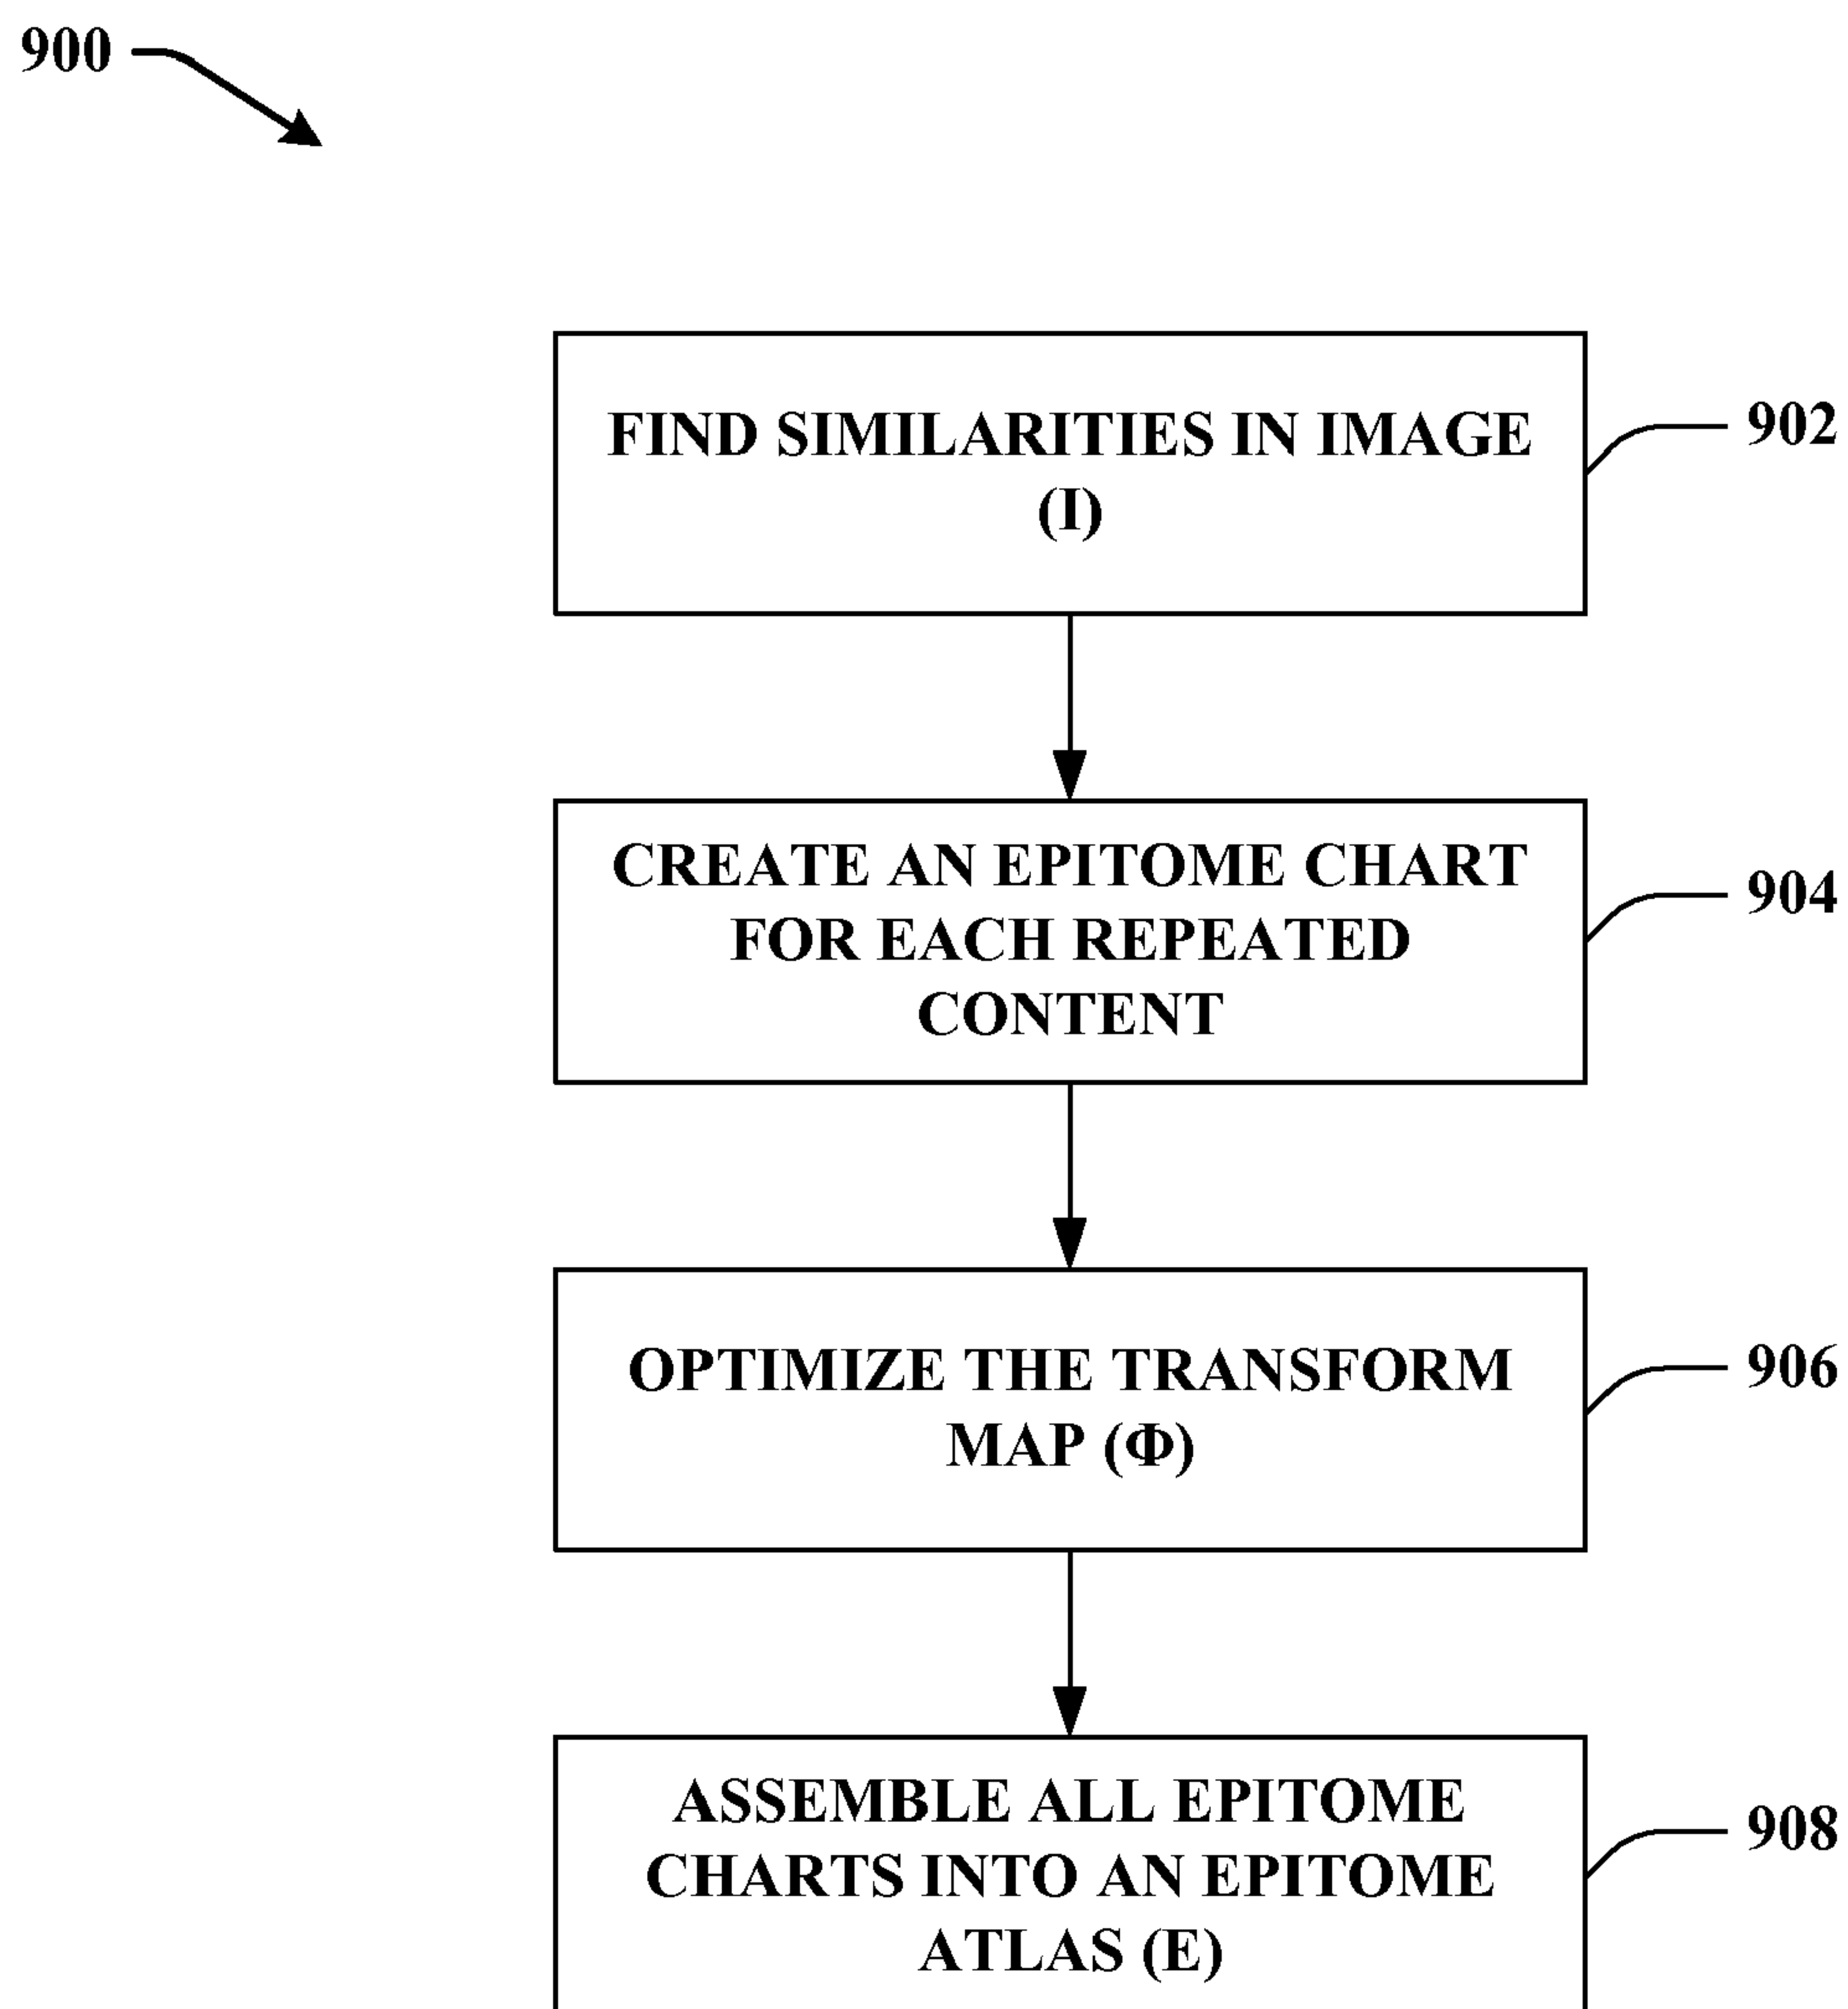 900
FIND SIMILARITIES IN IMAGE
(I)
902
CREATE AN EPITOME CHART
FOR EACH REPEATED
CONTENT
904
OPTIMIZE THE TRANSFORM
MAP (Φ)
906
ASSEMBLE ALL EPITOME
CHARTS INTO AN EPITOME
ATLAS (E)
908